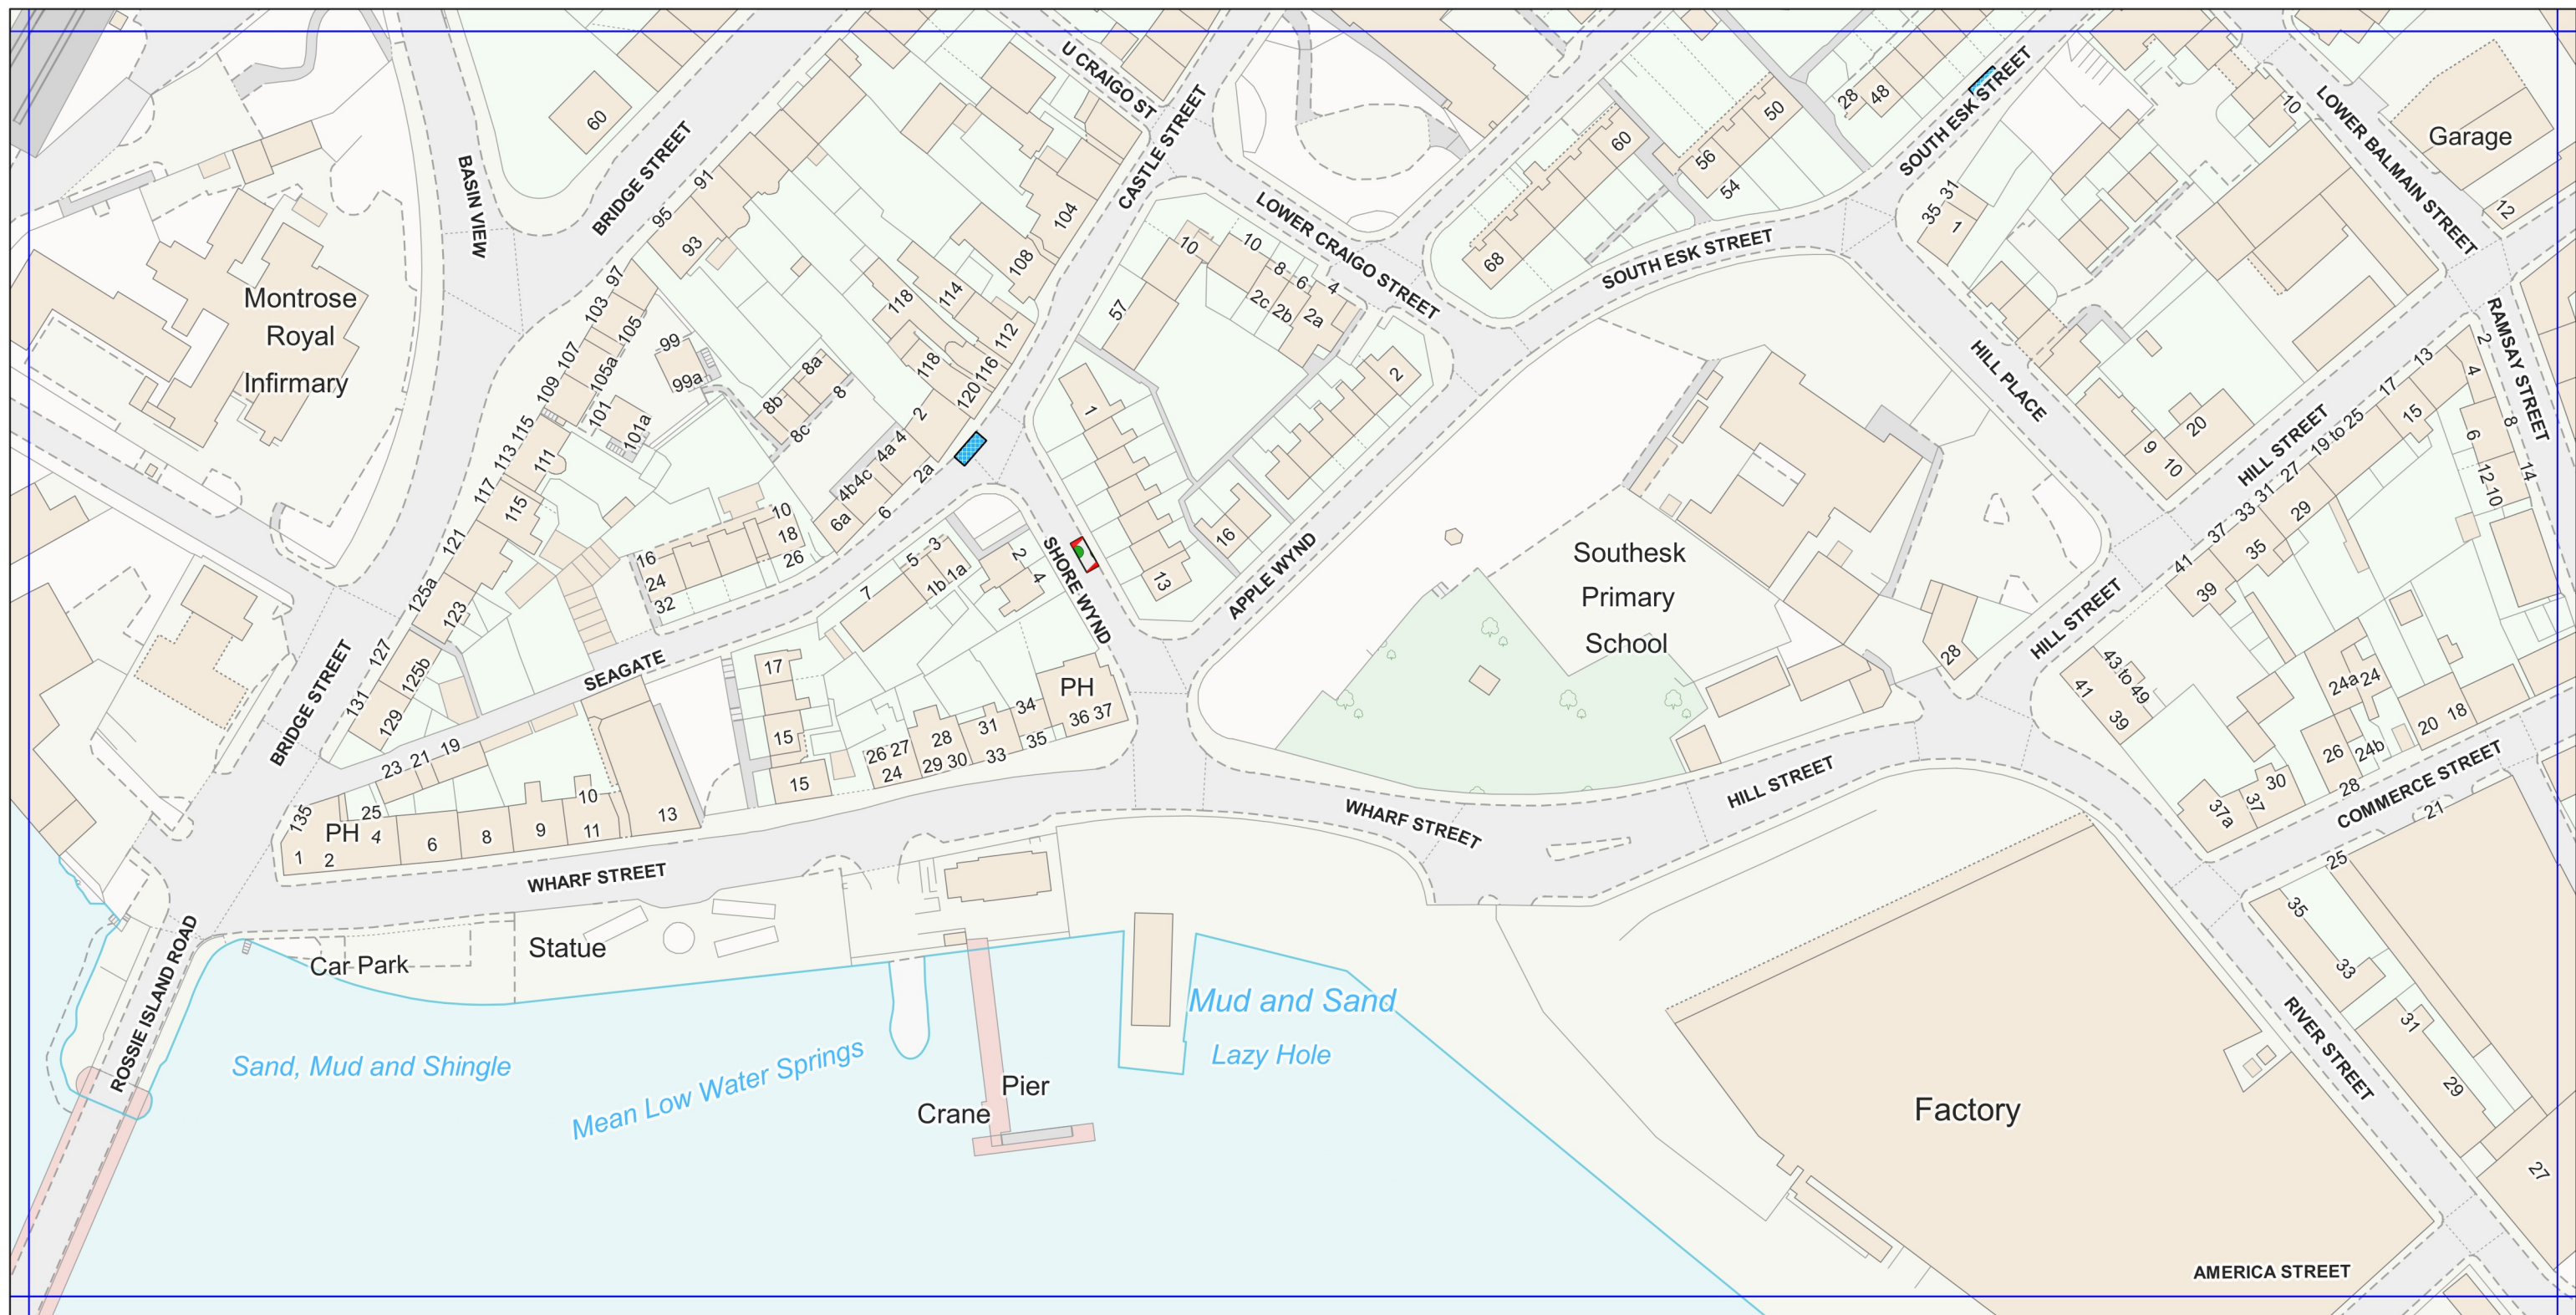 U CRAIGO ST
CASTLE STREET
BASIN VIEW
BRIDGE STREET
60
91
95
93
104
108
LOWER CRAIGO STREET
60
50
56
54
68
28
48
SOUTH ESK STREET
SOUTH ESK STREET
35
31
1
10
LOWER BALMAIN STREET
Garage
12
RAMSAY STREET
Montrose
Royal
Infirmary
97
103
105
107
109
105a
99
99a
101
101a
115
113
111
117
115
121
125a
123
127
125b
131
129
118
114
112
118
116
120
8a
8b
8
8c
2
4
4a
4b4c
2a
6
6a
10
18
26
16
24
32
57
10
10
8
6
4
2c
2b
2a
1
2
16
13
5
3
7
1b
1a
2
4
SHORE WYND
APPLE WYND
Southesk
Primary
School
HILL PLACE
9
10
20
HILL STREET
13
17
15
19 to 25
27
31
29
33
37
35
41
39
2
4
8
6
12
10
14
HILL STREET
28
43 to 49
41
39
24a
24
26
24b
20
18
28
30
37
37a
COMMERCE STREET
21
25
BRIDGE STREET
SEAGATE
17
15
15
23
21
19
25
135
PH
1
2
4
6
8
9
10
11
13
26
27
24
28
29
30
31
33
34
35
PH
36
37
WHARF STREET
WHARF STREET
HILL STREET
ROSSIE ISLAND ROAD
Car Park
Statue
Sand, Mud and Shingle
Mean Low Water Springs
Mud and Sand
Lazy Hole
Pier
Crane
Factory
35
33
31
29
27
RIVER STREET
AMERICA STREET